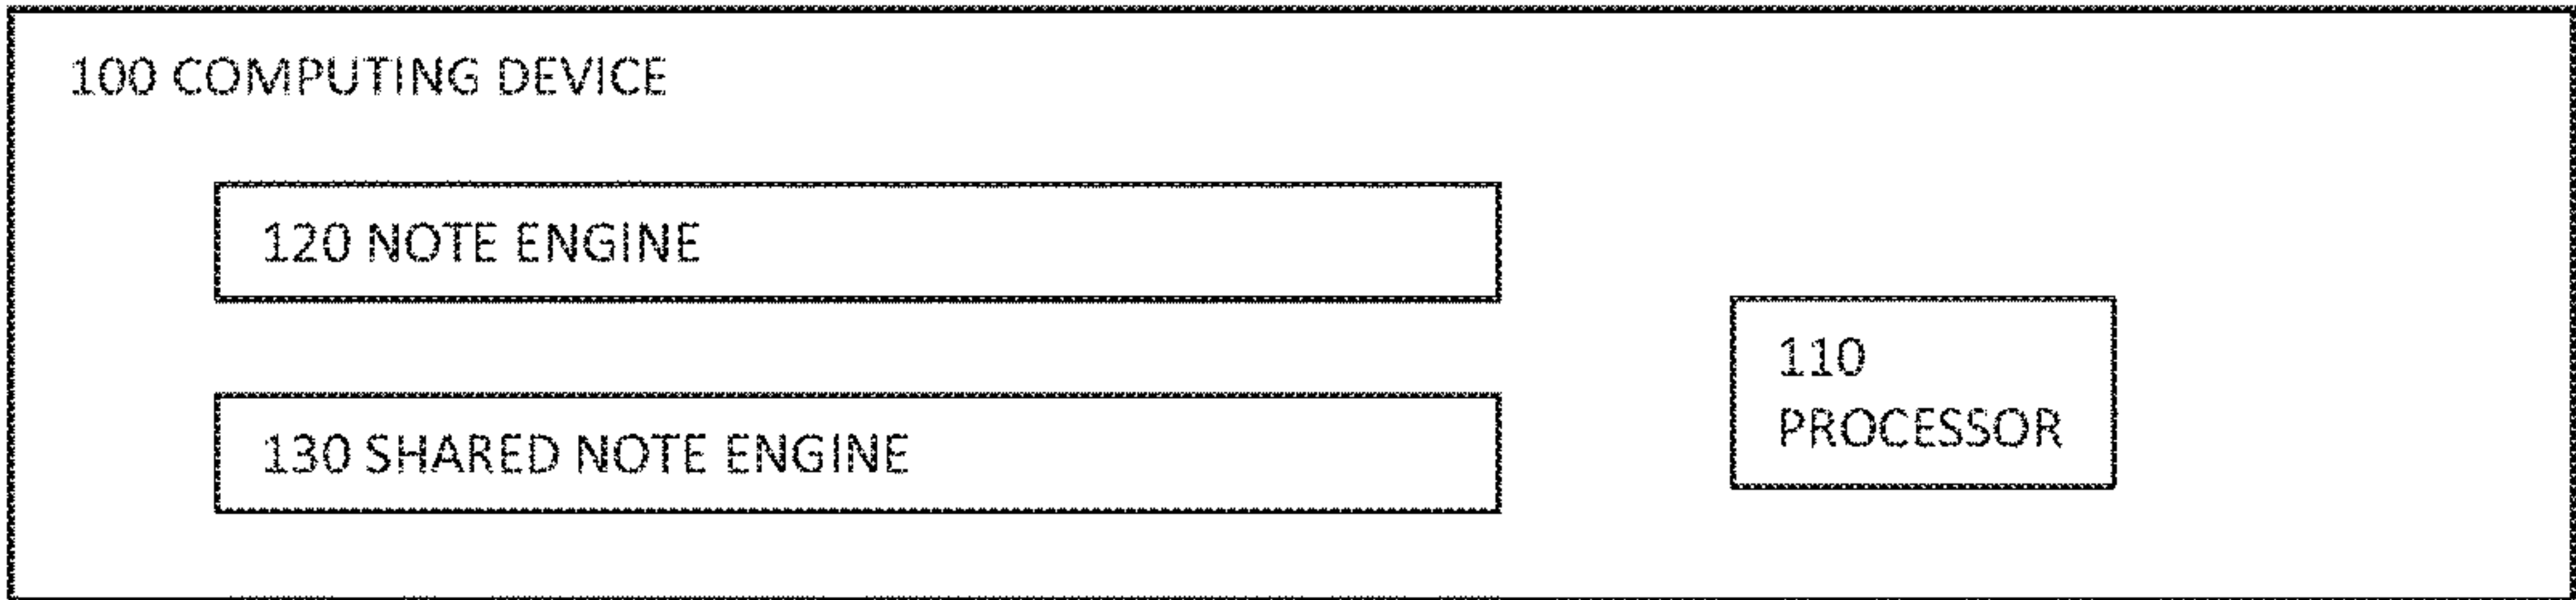 100 COMPUTING DEVICE
120 NOTE ENGINE
130 SHARED NOTE ENGINE
110
PROCESSOR